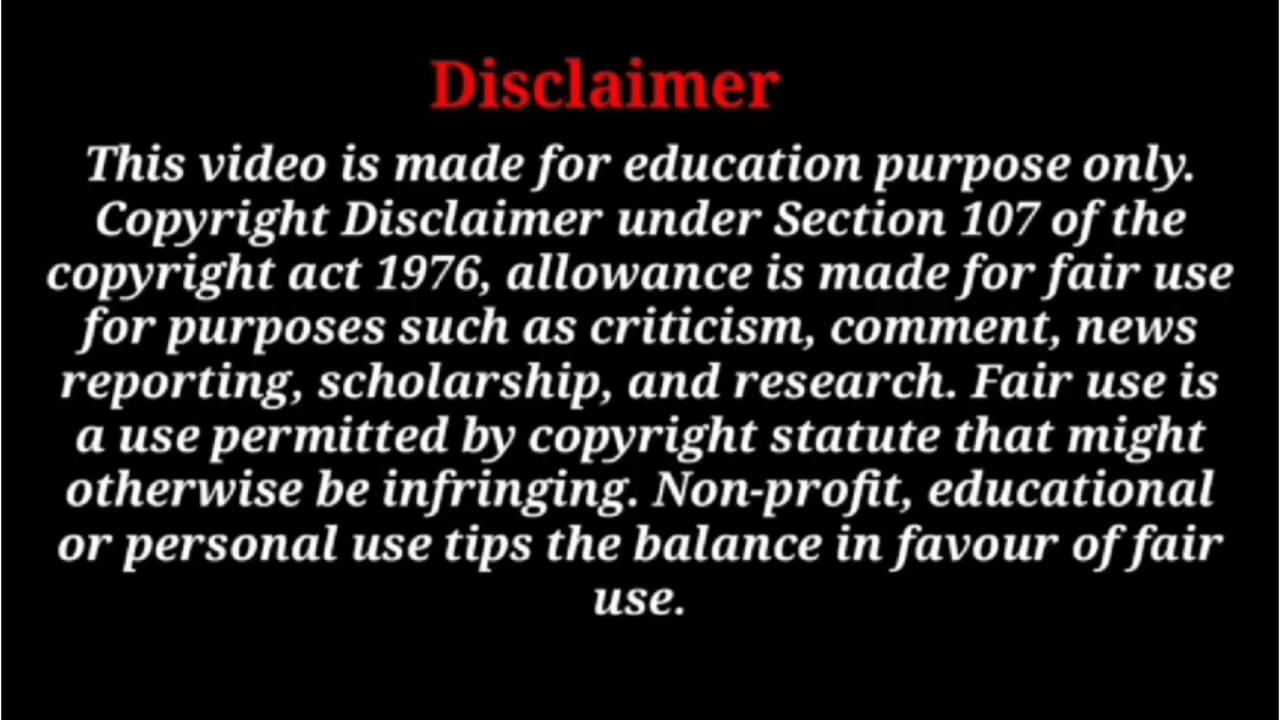 Disclaimer
This video is made for education purpose only.
Copyright Disclaimer under Section 107 of the
copyright act 1976, allowance is made for fair use
for purposes such as criticism, comment, news
reporting, scholarship, and research. Fair use is
a use permitted by copyright statute that might
otherwise be infringing. Non-profit, educational
or personal use tips the balance in favour of fair
use.